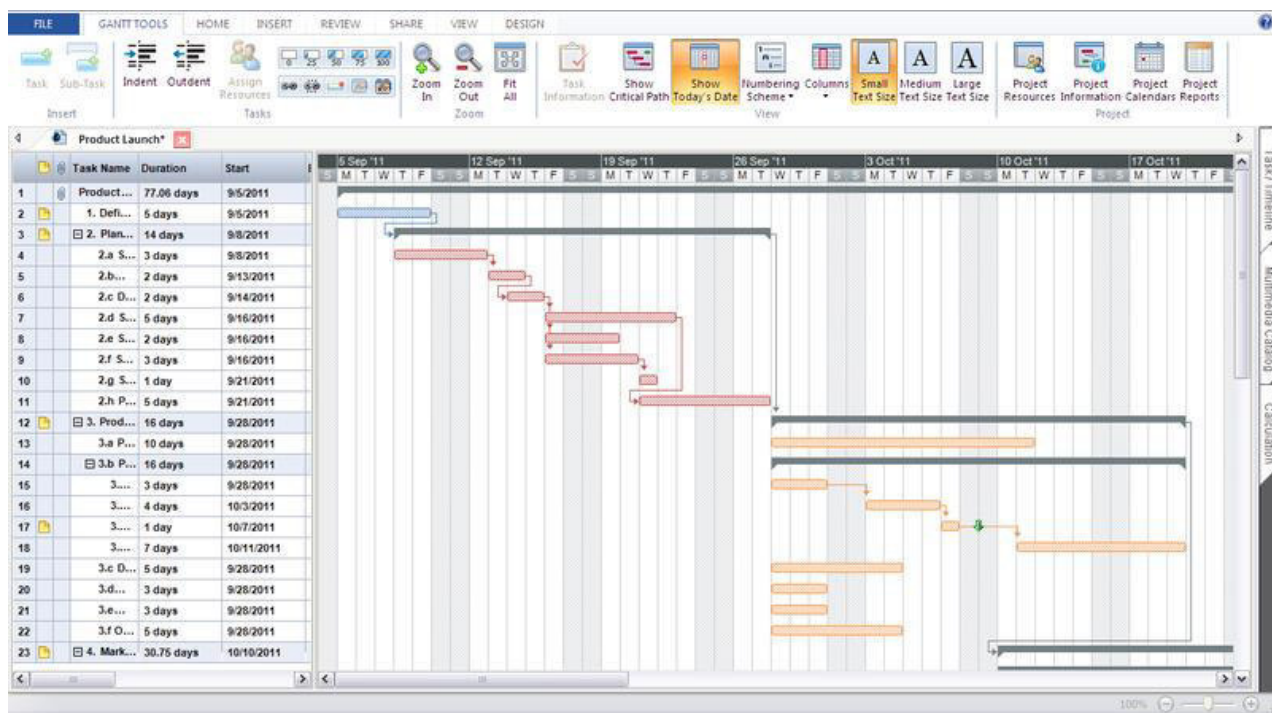 FILE GANTT TOOLS HOME INSERT REVIEW SHARE VIEW DESIGN
0 25 50 75 100
Task Sub-Task Indent Outdent Assign Resources Zoom In Zoom Out Fit All Task Information Show Critical Path Show Today's Date Numbering Scheme Columns Small Text Size Medium Text Size Large Text Size Project Resources Project Information Project Calendars Project Reports
Insert Tasks Zoom View Project
Product Launch*
Task Name Duration Start
5 Sep '11 12 Sep '11 19 Sep '11 26 Sep '11 3 Oct '11 10 Oct '11 17 Oct '11
S M T W T F S S M T W T F S S M T W T F S S M T W T F S S M T W T F S S M T W T F S S M T W T F S
1 Product... 77.06 days 9/5/2011
2 1. Defi... 5 days 9/5/2011
3 2. Plan... 14 days 9/8/2011
4 2.a S... 3 days 9/8/2011
5 2.b... 2 days 9/13/2011
6 2.c D... 2 days 9/14/2011
7 2.d S... 5 days 9/16/2011
8 2.e S... 2 days 9/16/2011
9 2.f S... 3 days 9/16/2011
10 2.g S... 1 day 9/21/2011
11 2.h P... 5 days 9/21/2011
12 3. Prod... 16 days 9/28/2011
13 3.a P... 10 days 9/28/2011
14 3.b P... 16 days 9/28/2011
15 3.... 3 days 9/28/2011
16 3.... 4 days 10/3/2011
17 3.... 1 day 10/7/2011
18 3.... 7 days 10/11/2011
19 3.c D... 5 days 9/28/2011
20 3.d... 3 days 9/28/2011
21 3.e... 3 days 9/28/2011
22 3.f O... 5 days 9/28/2011
23 4. Mark... 30.75 days 10/10/2011
Task/Timeline
Multimedia Catalog
Calculation
100%